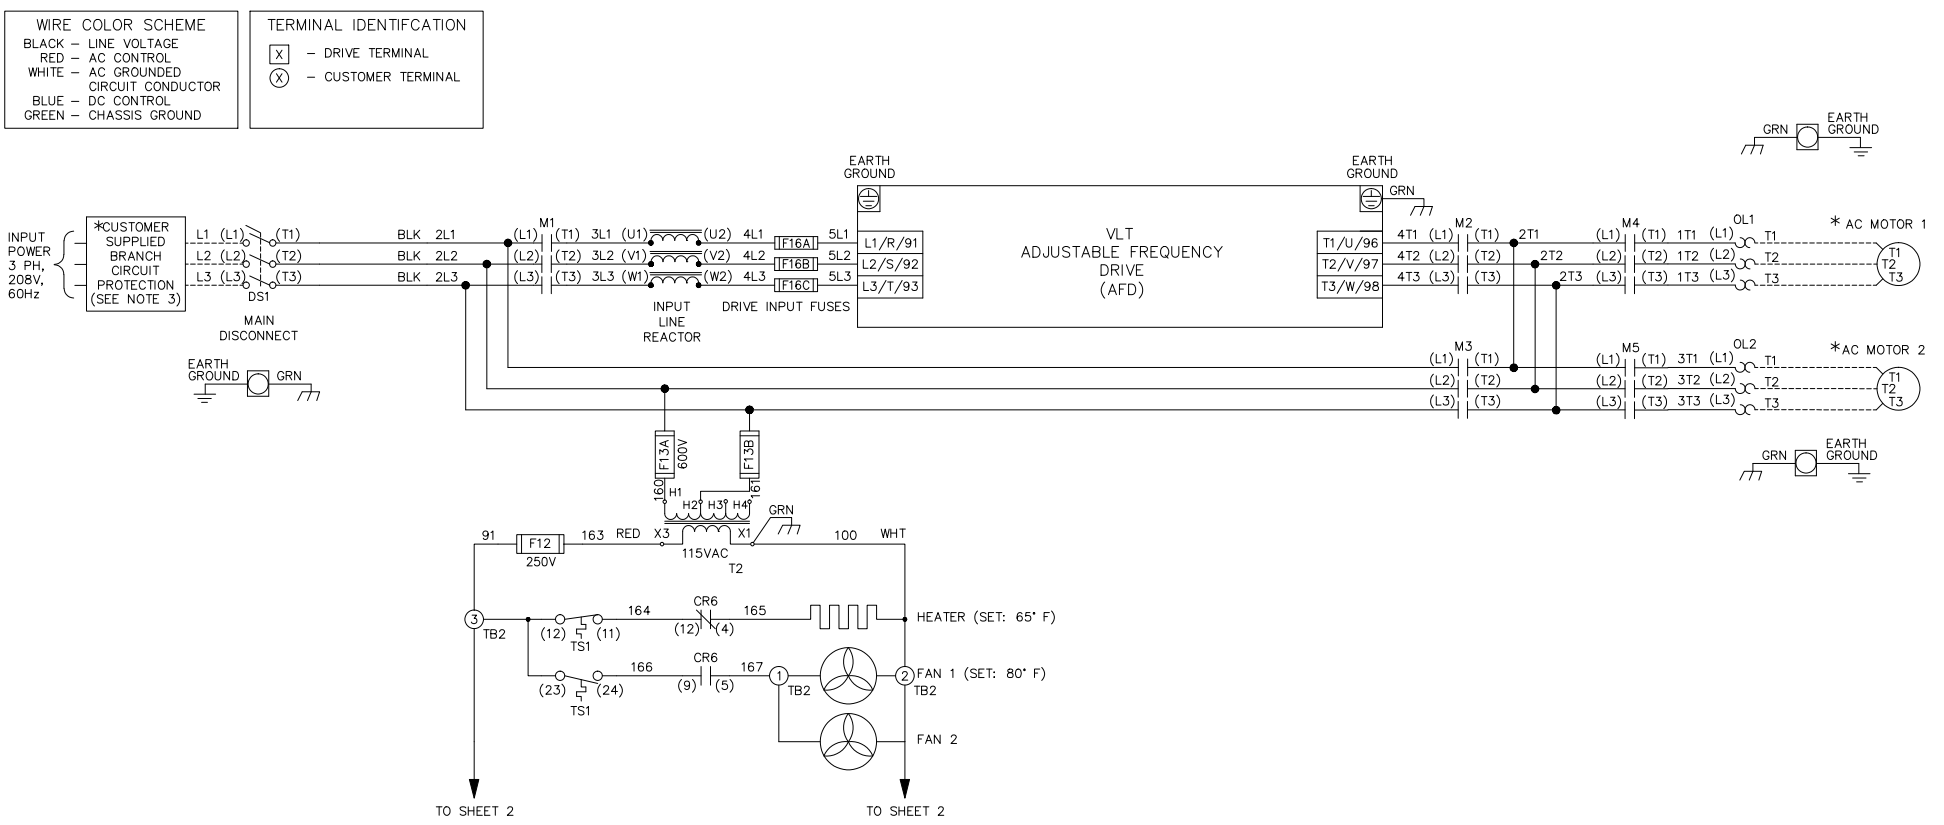 WIRE COLOR SCHEME
BLACK – LINE VOLTAGE
RED – AC CONTROL
WHITE – AC GROUNDED
CIRCUIT CONDUCTOR
BLUE – DC CONTROL
GREEN – CHASSIS GROUND
TERMINAL IDENTIFCATION
X – DRIVE TERMINAL
X – CUSTOMER TERMINAL
GRN
EARTH
GROUND
EARTH
GROUND
EARTH
GROUND
GRN
INPUT
POWER
3 PH,
208V,
60Hz
*CUSTOMER
SUPPLIED
BRANCH
CIRCUIT
PROTECTION
(SEE NOTE 3)
L1 (L1) (T1) BLK 2L1 (L1) M1 (T1) 3L1 (U1) (U2) 4L1 F16A 5L1 L1/R/91
L2 (L2) (T2) BLK 2L2 (L2) (T2) 3L2 (V1) (V2) 4L2 F16B 5L2 L2/S/92
L3 (L3) (T3) BLK 2L3 (L3) (T3) 3L3 (W1) (W2) 4L3 F16C 5L3 L3/T/93
DS1
MAIN
DISCONNECT
INPUT
LINE
REACTOR
DRIVE INPUT FUSES
VLT
ADJUSTABLE FREQUENCY
DRIVE
(AFD)
T1/U/96 4T1 (L1) M2 (T1) 2T1 (L1) M4 (T1) 1T1 (L1) OL1 T1
T2/V/97 4T2 (L2) (T2) 2T2 (L2) (T2) 1T2 (L2) T2
T3/W/98 4T3 (L3) (T3) 2T3 (L3) (T3) 1T3 (L3) T3
* AC MOTOR 1
T1
T2
T3
EARTH
GROUND
GRN
(L1) M3 (T1) (L1) M5 (T1) 3T1 (L1) OL2 T1
(L2) (T2) (L2) (T2) 3T2 (L2) T2
(L3) (T3) (L3) (T3) 3T3 (L3) T3
*AC MOTOR 2
T1
T2
T3
GRN
EARTH
GROUND
F13A
600V
F13B
160
161
H1
H2 H3 H4
GRN
91 F12 163 RED X3 X1 100 WHT
250V
115VAC
T2
3
TB2
(12) (11)
TS1
164
CR6
(12) (4)
165
HEATER (SET: 65° F)
(23) (24)
TS1
166
CR6
(9) (5)
167
1
TB2
2
TB2
FAN 1 (SET: 80° F)
FAN 2
TO SHEET 2
TO SHEET 2